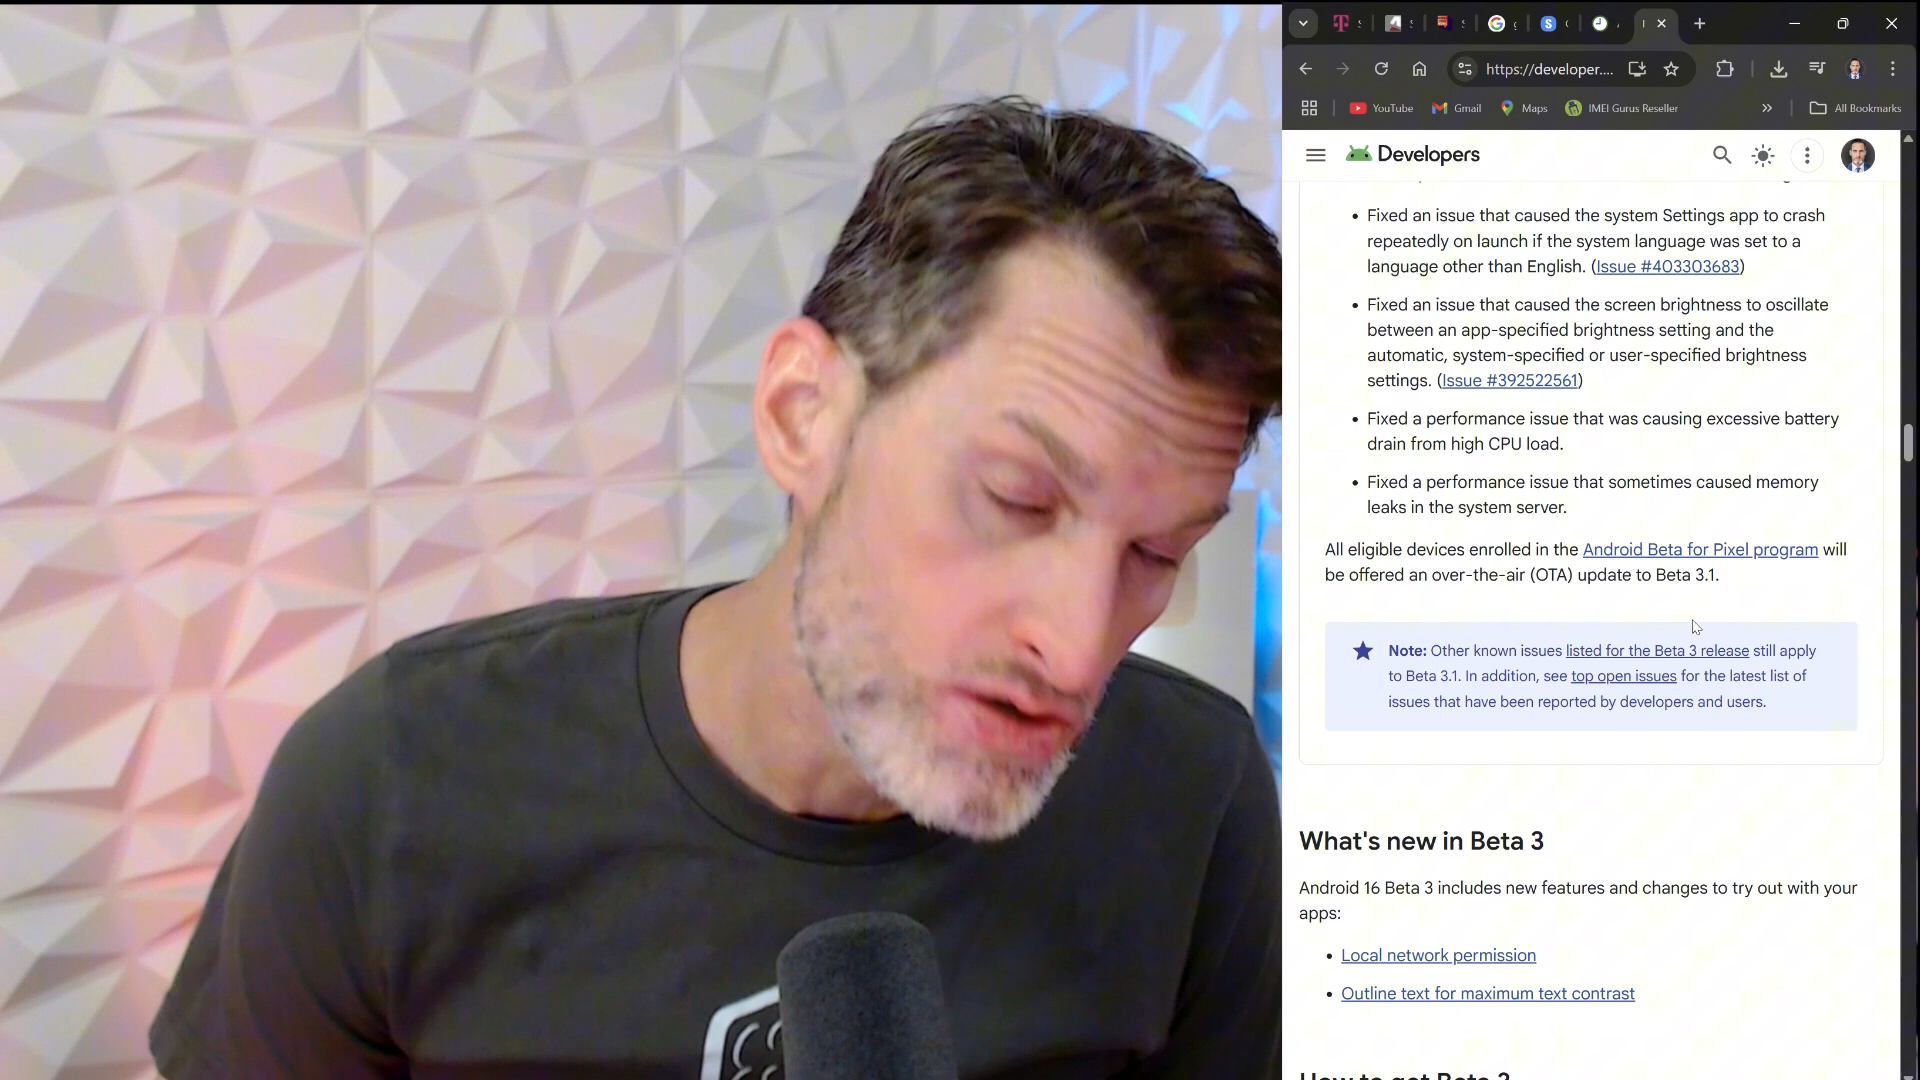 https://developer....
YouTube
Gmail
Maps
IMEI Gurus Reseller
All Bookmarks
Developers
Fixed an issue that caused the system Settings app to crash
repeatedly on launch if the system language was set to a
language other than English. (Issue #403303683)
Fixed an issue that caused the screen brightness to oscillate
between an app-specified brightness setting and the
automatic, system-specified or user-specified brightness
settings. (Issue #392522561)
Fixed a performance issue that was causing excessive battery
drain from high CPU load.
Fixed a performance issue that sometimes caused memory
leaks in the system server.
All eligible devices enrolled in the Android Beta for Pixel program will
be offered an over-the-air (OTA) update to Beta 3.1.
Note: Other known issues listed for the Beta 3 release still apply
to Beta 3.1. In addition, see top open issues for the latest list of
issues that have been reported by developers and users.
What's new in Beta 3
Android 16 Beta 3 includes new features and changes to try out with your
apps:
Local network permission
Outline text for maximum text contrast